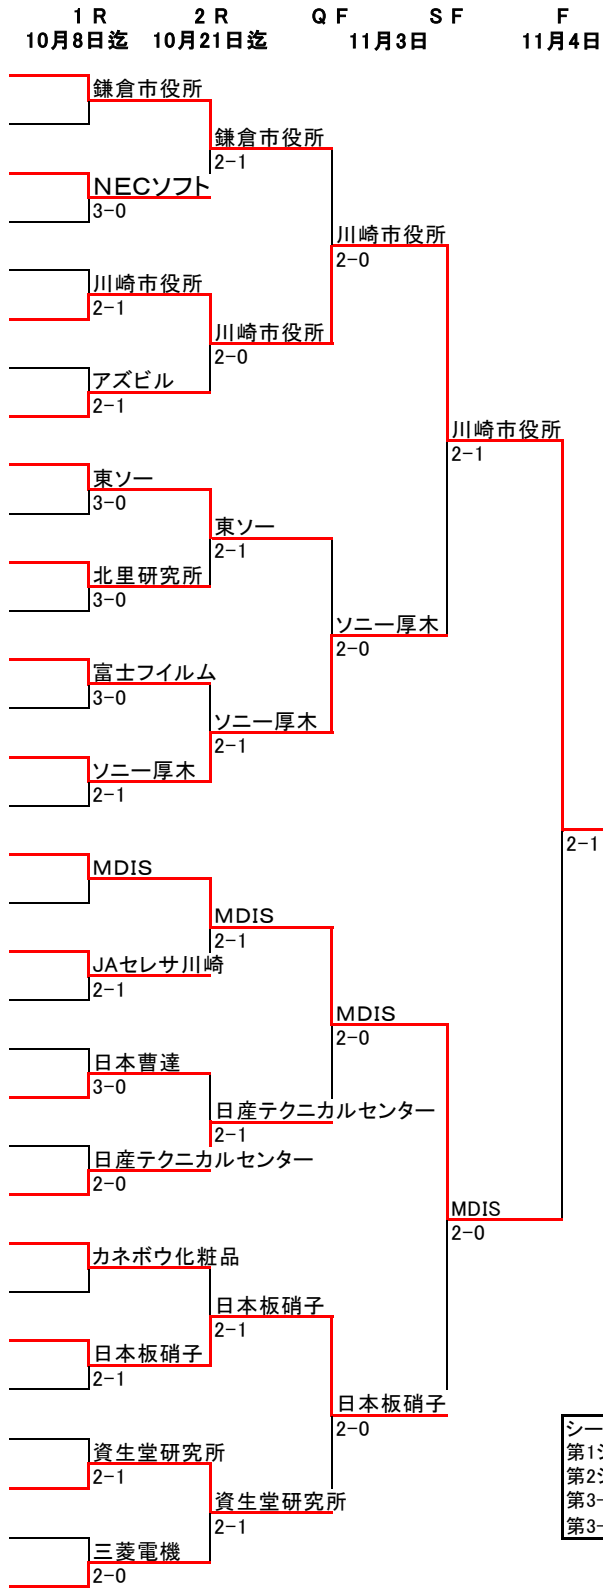 1R 2R QF SF F
10月8日迄 10月21日迄 11月3日 11月4日
鎌倉市役所
鎌倉市役所
2-1
NECソフト
3-0
川崎市役所
2-0
川崎市役所
2-1
川崎市役所
2-0
アズビル
2-1
川崎市役所
2-1
東ソー
3-0
東ソー
2-1
北里研究所
3-0
ソニー厚木
2-0
富士フイルム
3-0
ソニー厚木
2-1
ソニー厚木
2-1
2-1
MDIS
MDIS
2-1
JAセレサ川崎
2-1
MDIS
2-0
日本曹達
3-0
日産テクニカルセンター
2-1
日産テクニカルセンター
2-0
MDIS
2-0
カネボウ化粧品
日本板硝子
2-1
日本板硝子
2-1
日本板硝子
2-0
資生堂研究所
2-1
資生堂研究所
2-1
三菱電機
2-0
シー
第1シ
第2シ
第3-
第3-